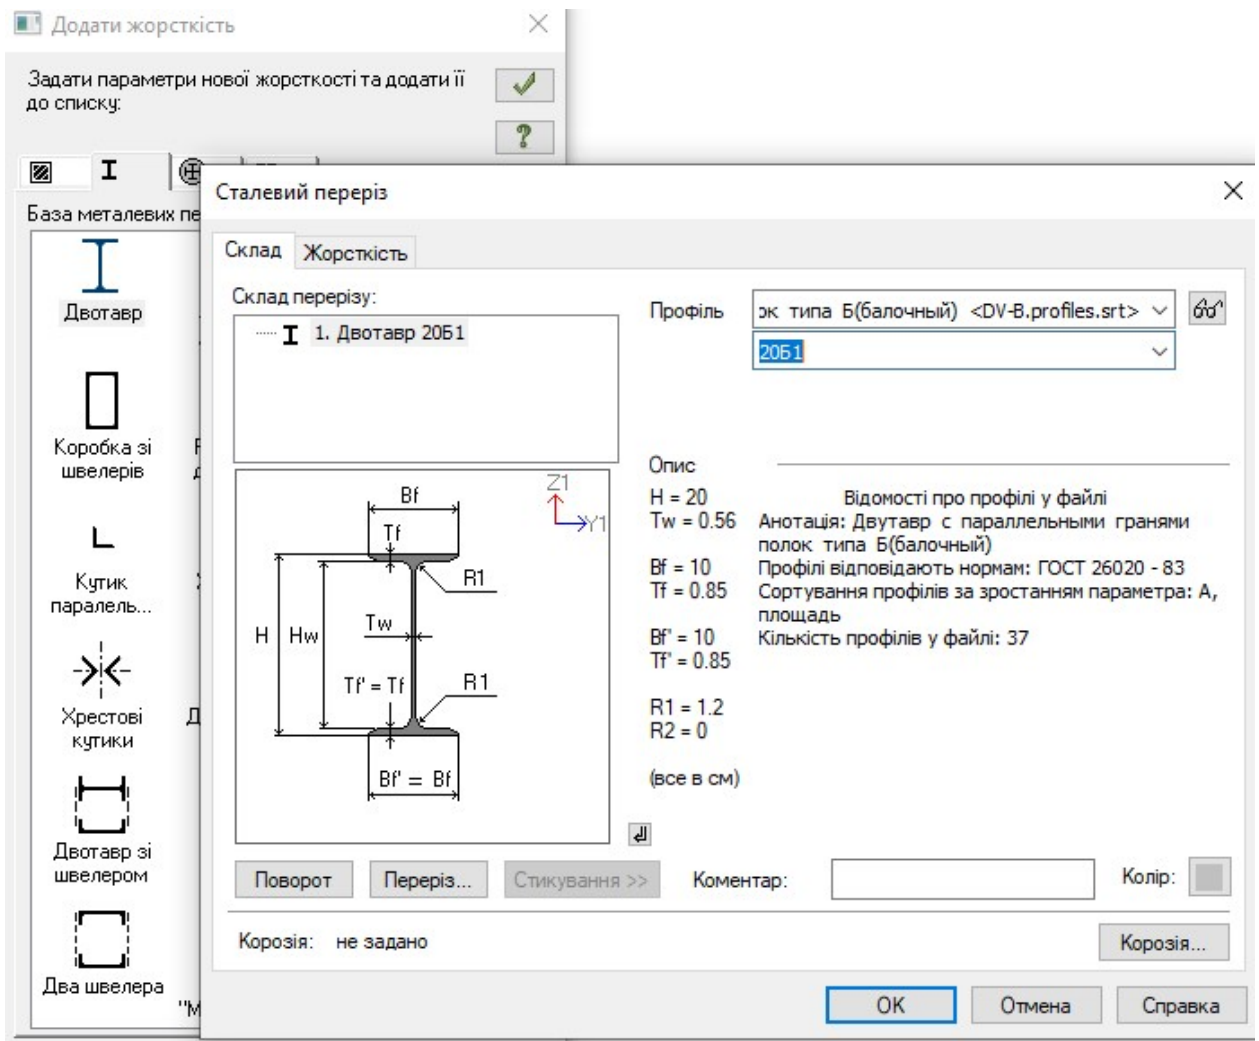 Додати жорсткість
Задати параметри нової жорсткості та додати її
до списку:
База металевих пе
Двотавр
Коробка зі
швелерів
Кутик
паралель...
Хрестові
кутики
Двотавр зі
швелером
Два швелера
"М
Сталевий переріз
Склад
Жорсткість
Склад перерізу:
1. Двотавр 20Б1
Профіль
ок типа Б(балочный) <DV-B.profiles.srt>
20Б1
Bf
Tf
R1
H
Hw
Tw
Tf' = Tf
R1
Bf' = Bf
Z1
Y1
Опис
H = 20
Tw = 0.56
Bf = 10
Tf = 0.85
Bf' = 10
Tf' = 0.85
R1 = 1.2
R2 = 0
(все в см)
Відомості про профілі у файлі
Анотація: Двутавр с параллельными гранями
полок типа Б(балочный)
Профілі відповідають нормам: ГОСТ 26020 - 83
Сортування профілів за зростанням параметра: A,
площадь
Кількість профілів у файлі: 37
Поворот
Переріз...
Стикування >>
Коментар:
Колір:
Корозія: не задано
Корозія...
OK
Отмена
Справка